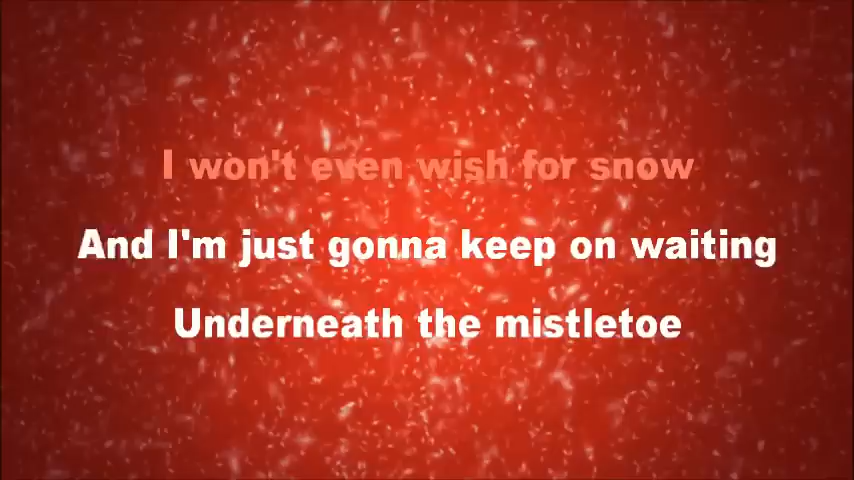 I won't even wish for snow
And I'm just gonna keep on waiting
Underneath the mistletoe